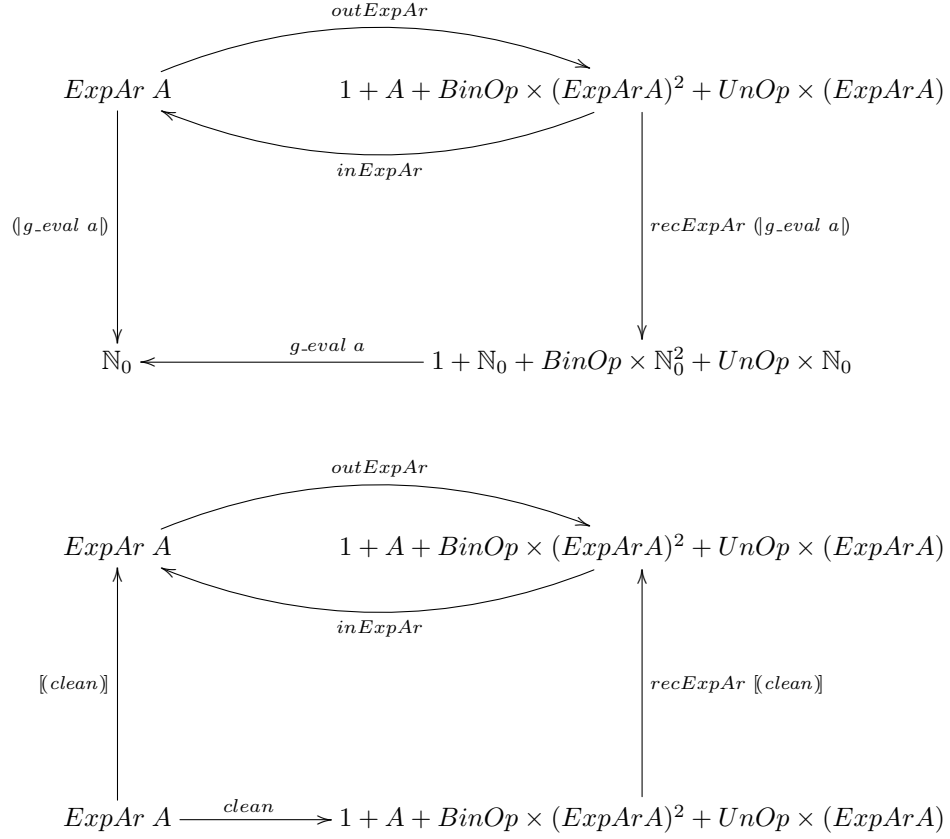 outExpAr
ExpAr A 1 + A + BinOp × (ExpArA)² + UnOp × (ExpArA)
inExpAr
⦇g_eval a⦈ recExpAr ⦇g_eval a⦈
g_eval a
ℕ₀ 1 + ℕ₀ + BinOp × ℕ₀² + UnOp × ℕ₀
outExpAr
ExpAr A 1 + A + BinOp × (ExpArA)² + UnOp × (ExpArA)
inExpAr
〖(clean)〗 recExpAr 〖(clean)〗
clean
ExpAr A 1 + A + BinOp × (ExpArA)² + UnOp × (ExpArA)